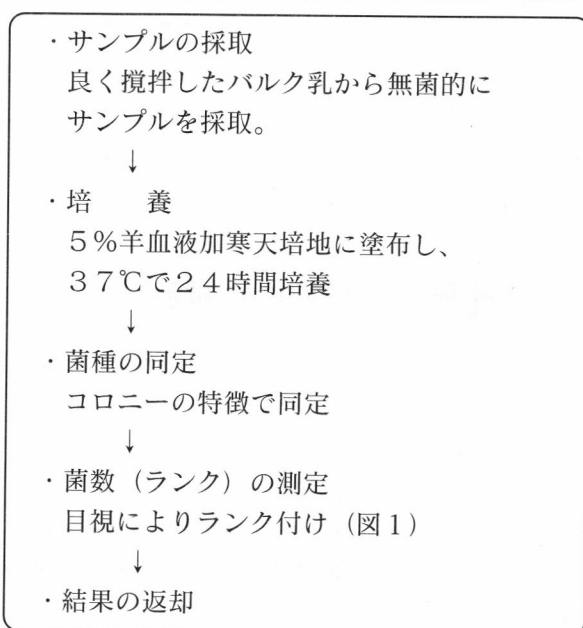 ・サンプルの採取
良く撹拌したバルク乳から無菌的に
サンプルを採取。
↓
・培　　養
５％羊血液加寒天培地に塗布し、
３７℃で２４時間培養
↓
・菌種の同定
コロニーの特徴で同定
↓
・菌数（ランク）の測定
目視によりランク付け（図１）
↓
・結果の返却